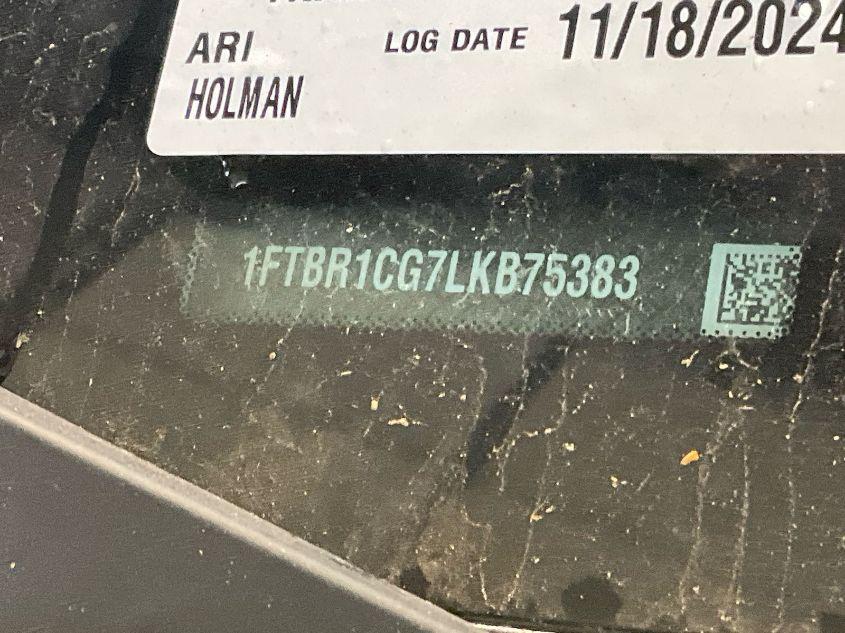 ARI LOG DATE 11/18/2024
HOLMAN
1FTBR1CG7LKB75383